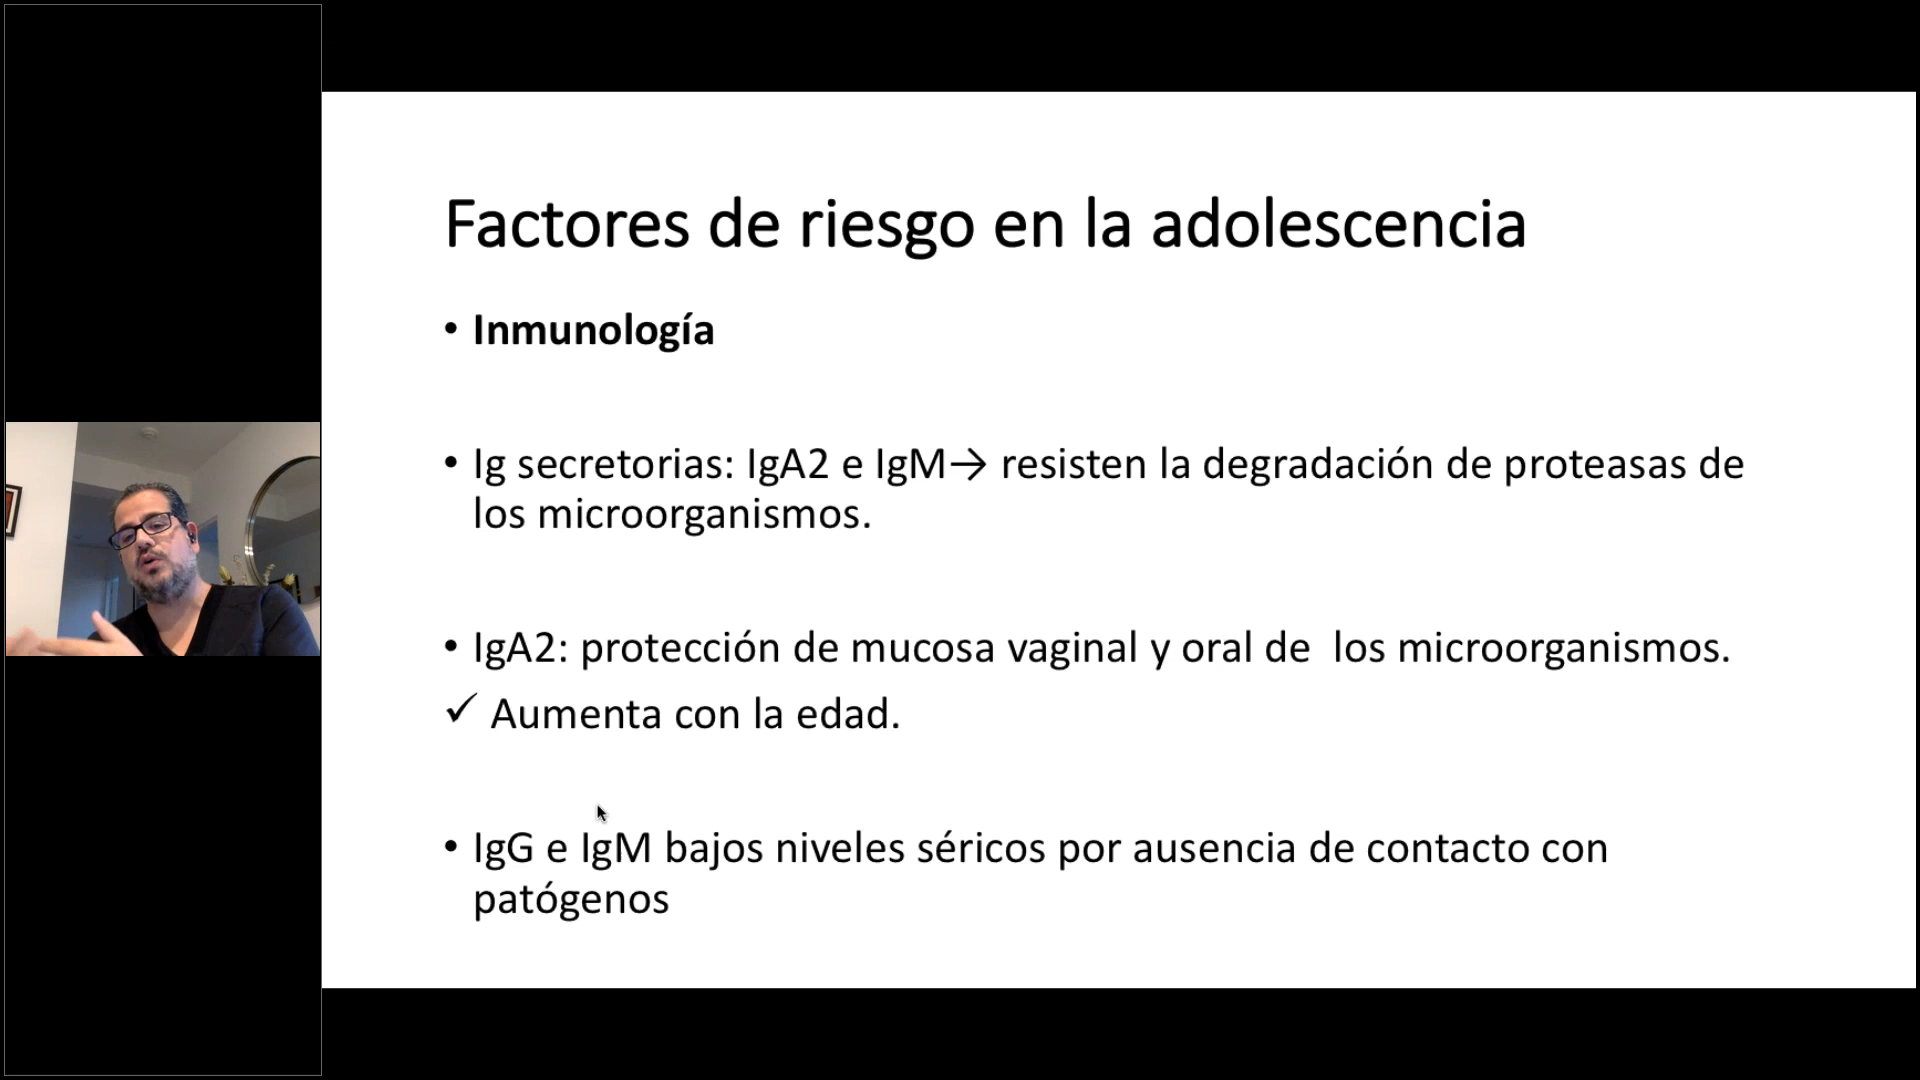 Factores de riesgo en la adolescencia
• Inmunología
• Ig secretorias: IgA2 e IgM→ resisten la degradación de proteasas de
los microorganismos.
• IgA2: protección de mucosa vaginal y oral de  los microorganismos.
✓ Aumenta con la edad.
• IgG e IgM bajos niveles séricos por ausencia de contacto con
patógenos